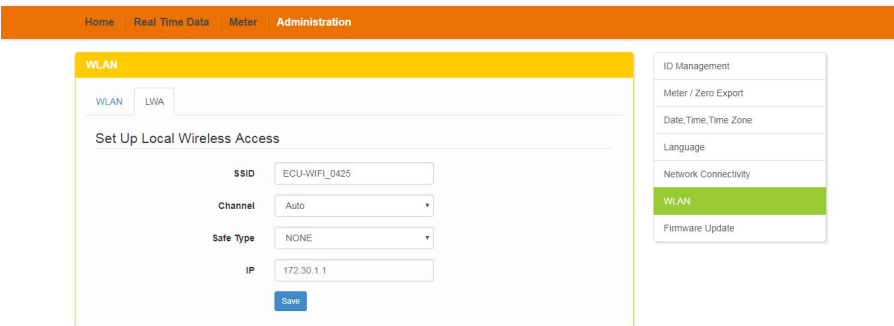 Home Real Time Data Meter Administration
WLAN
WLAN LWA
Set Up Local Wireless Access
SSID ECU-WIFI_0425
Channel Auto
Safe Type NONE
IP 172.30.1.1
Save
ID Management
Meter / Zero Export
Date,Time,Time Zone
Language
Network Connectivity
WLAN
Firmware Update